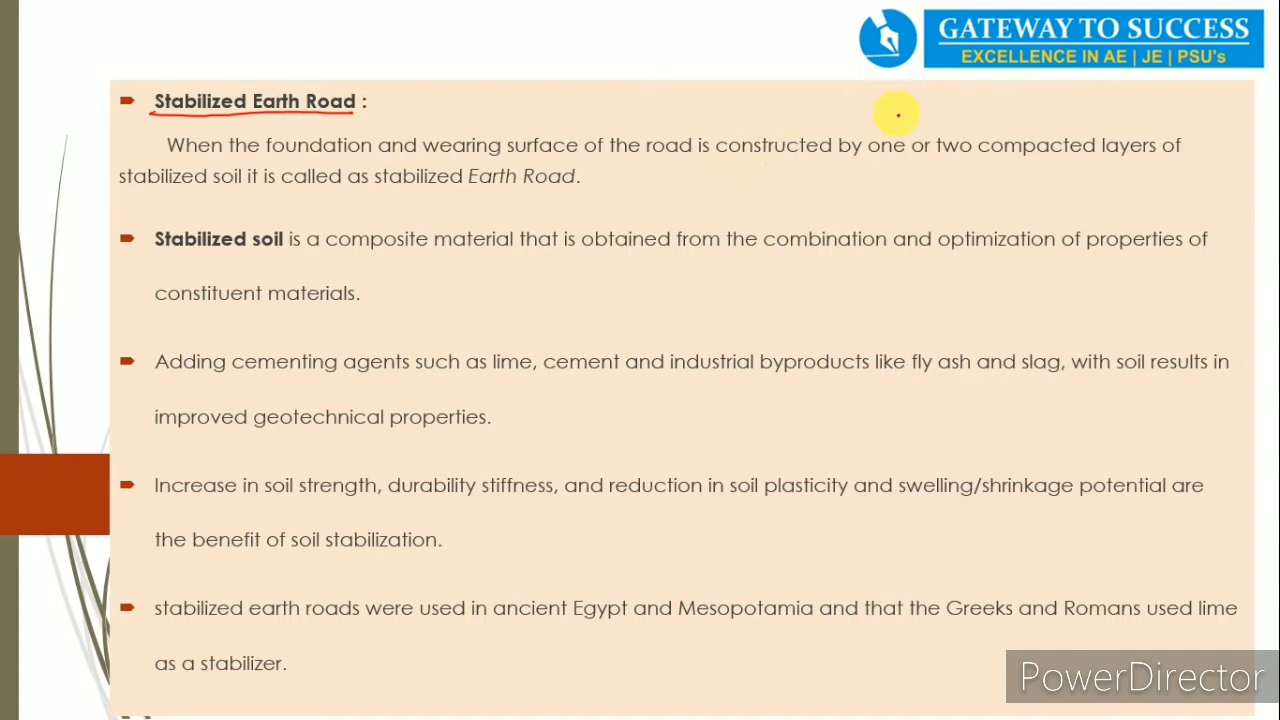 GATEWAY TO SUCCESS
EXCELLENCE IN AE | JE | PSU's
Stabilized Earth Road :
When the foundation and wearing surface of the road is constructed by one or two compacted layers of
stabilized soil it is called as stabilized Earth Road.
Stabilized soil is a composite material that is obtained from the combination and optimization of properties of
constituent materials.
Adding cementing agents such as lime, cement and industrial byproducts like fly ash and slag, with soil results in
improved geotechnical properties.
Increase in soil strength, durability stiffness, and reduction in soil plasticity and swelling/shrinkage potential are
the benefit of soil stabilization.
stabilized earth roads were used in ancient Egypt and Mesopotamia and that the Greeks and Romans used lime
as a stabilizer.
PowerDirector